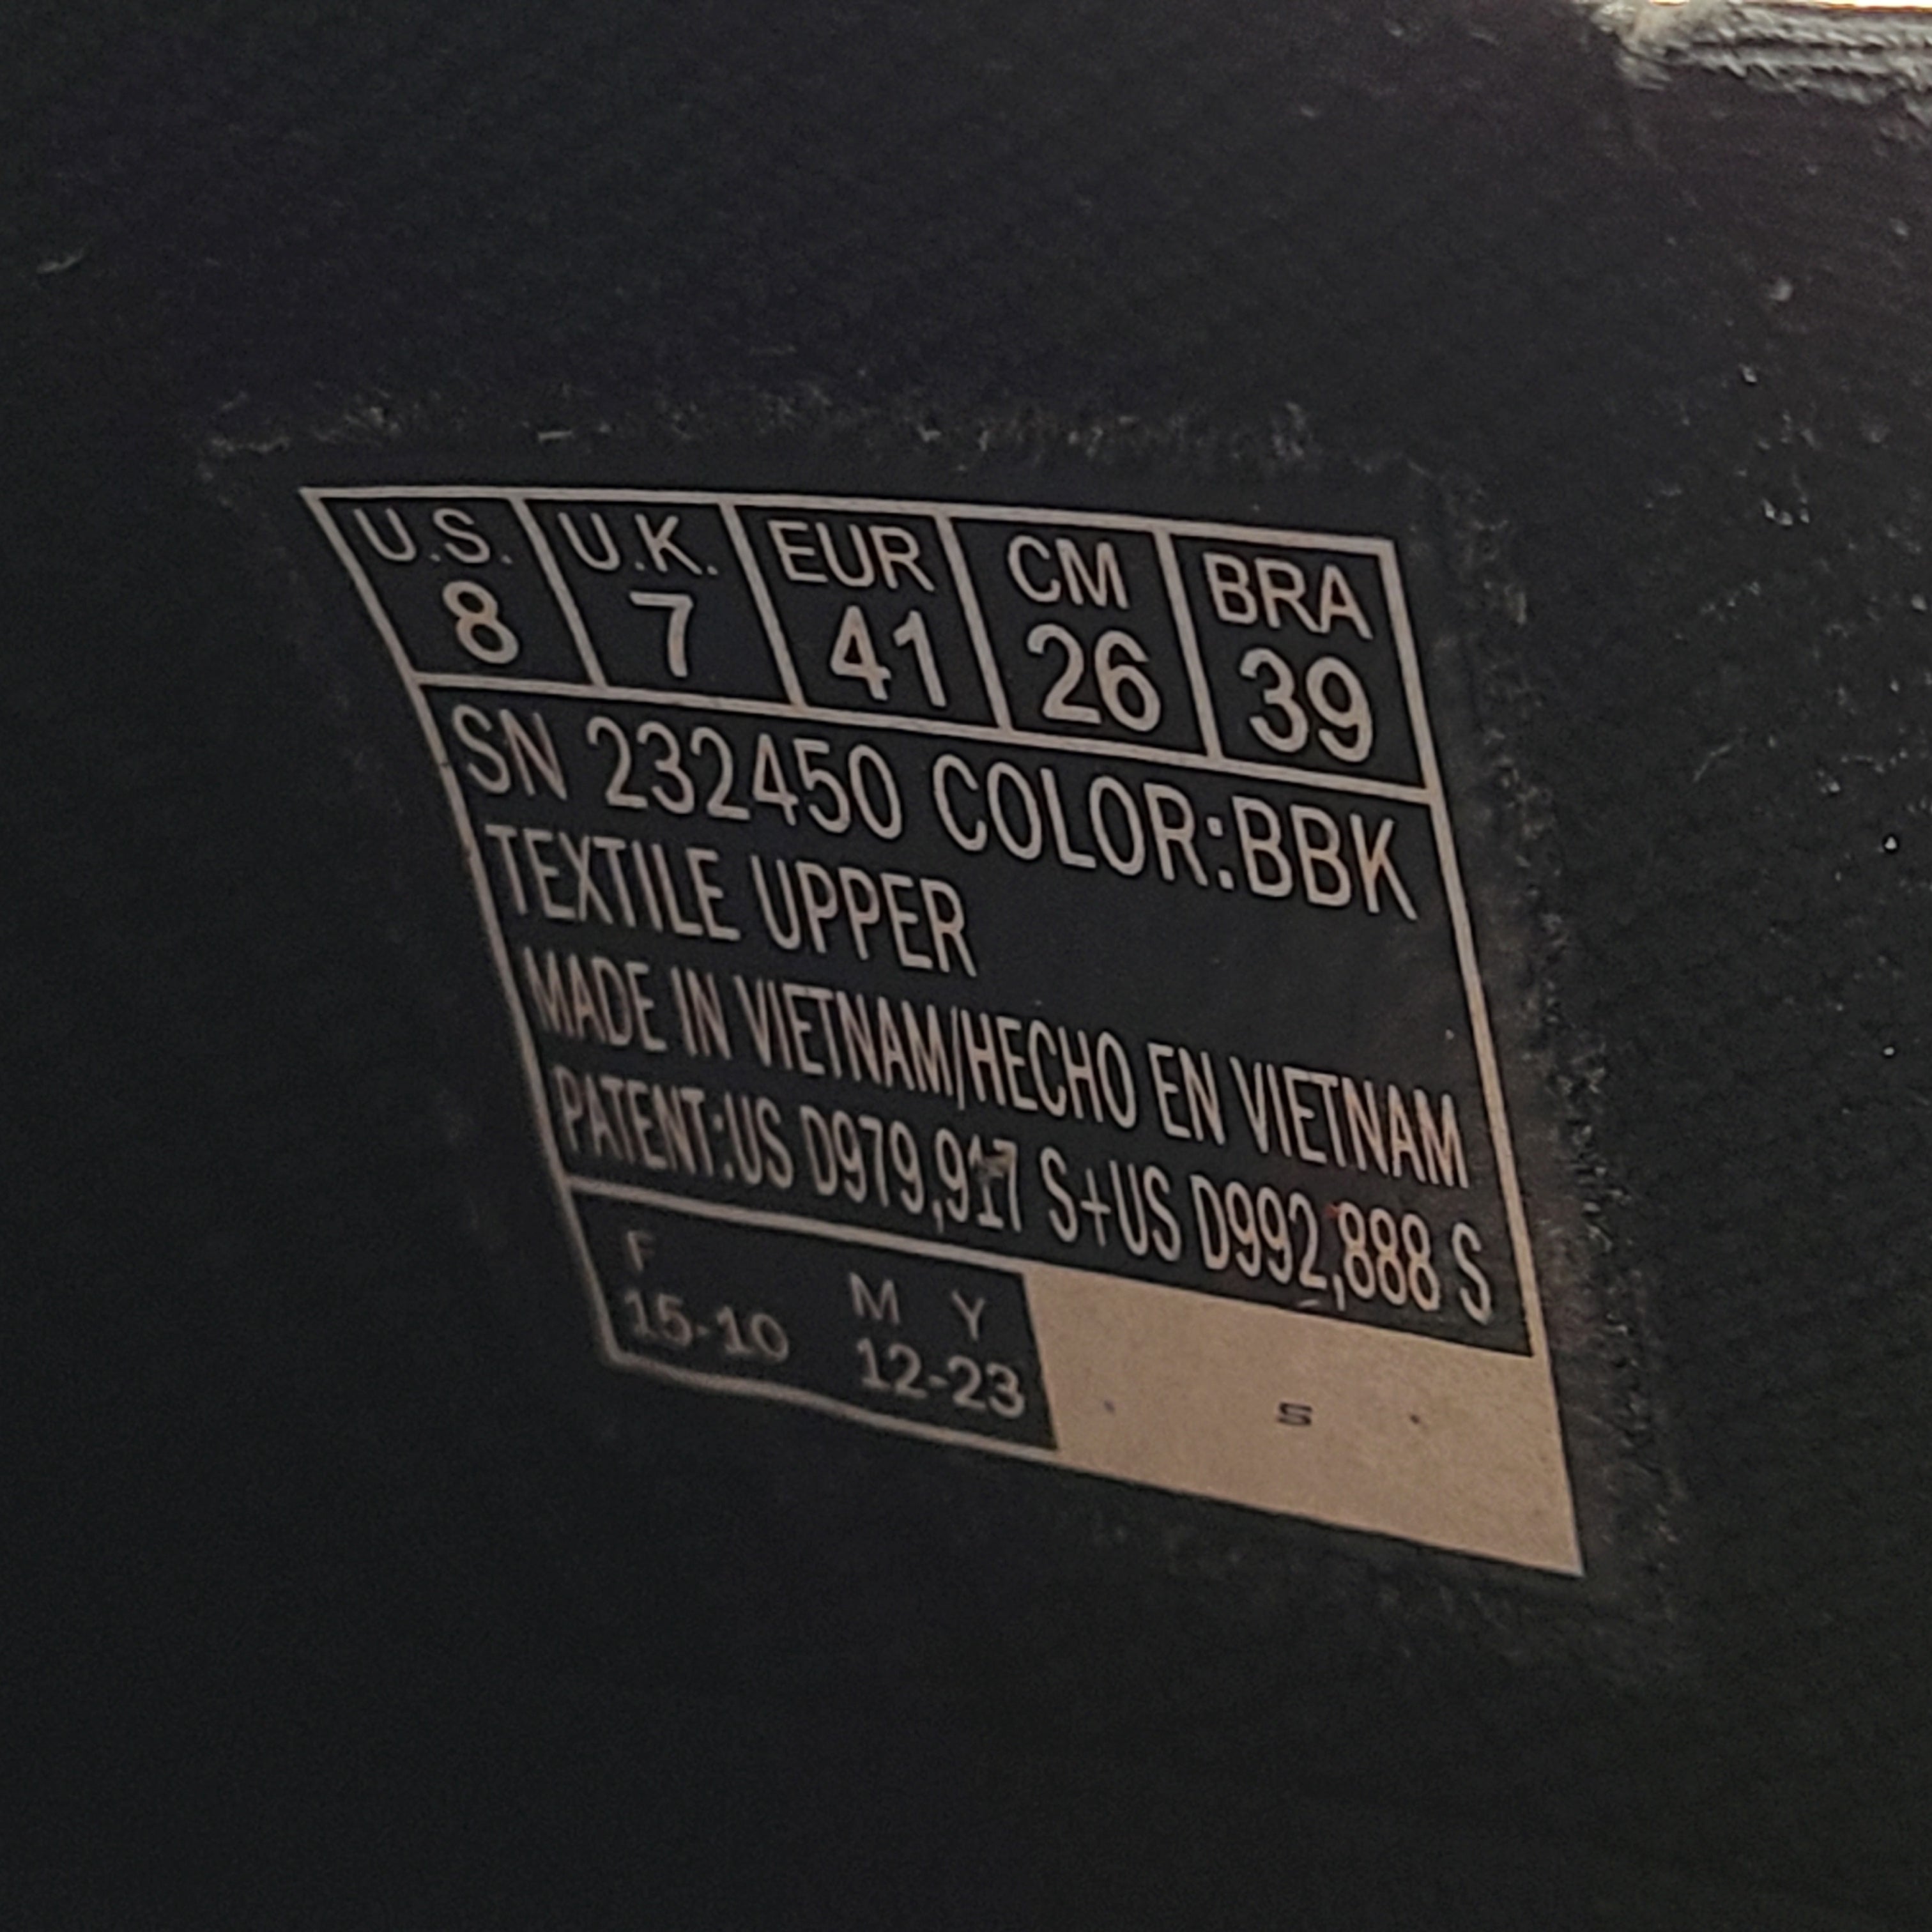 U.S. U.K. EUR CM BRA
8 7 41 26 39
SN 232450 COLOR:BBK
TEXTILE UPPER
MADE IN VIETNAM/HECHO EN VIETNAM
PATENT:US D979,917 S+US D992,888 S
F M Y
15-10 12-23
S